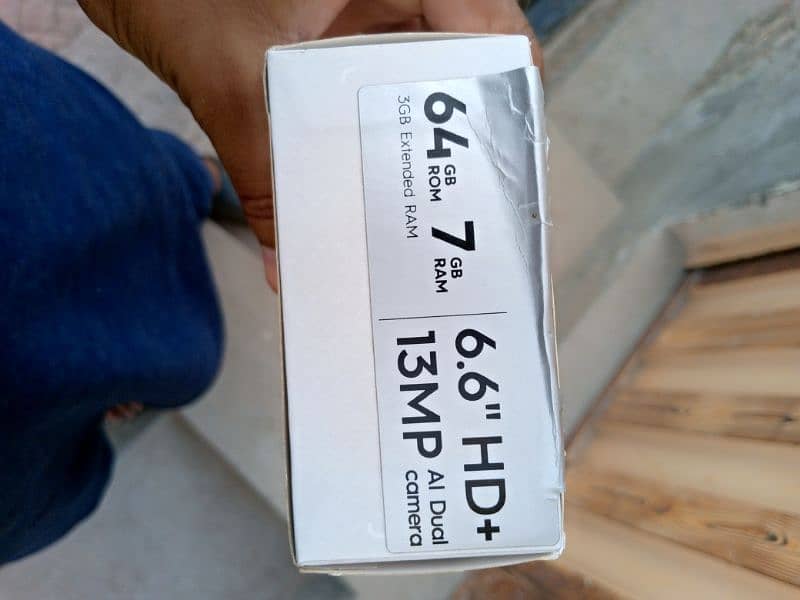 64 GB ROM 7 GB RAM
3GB Extended RAM
6.6" HD+
13MP AI Dual camera